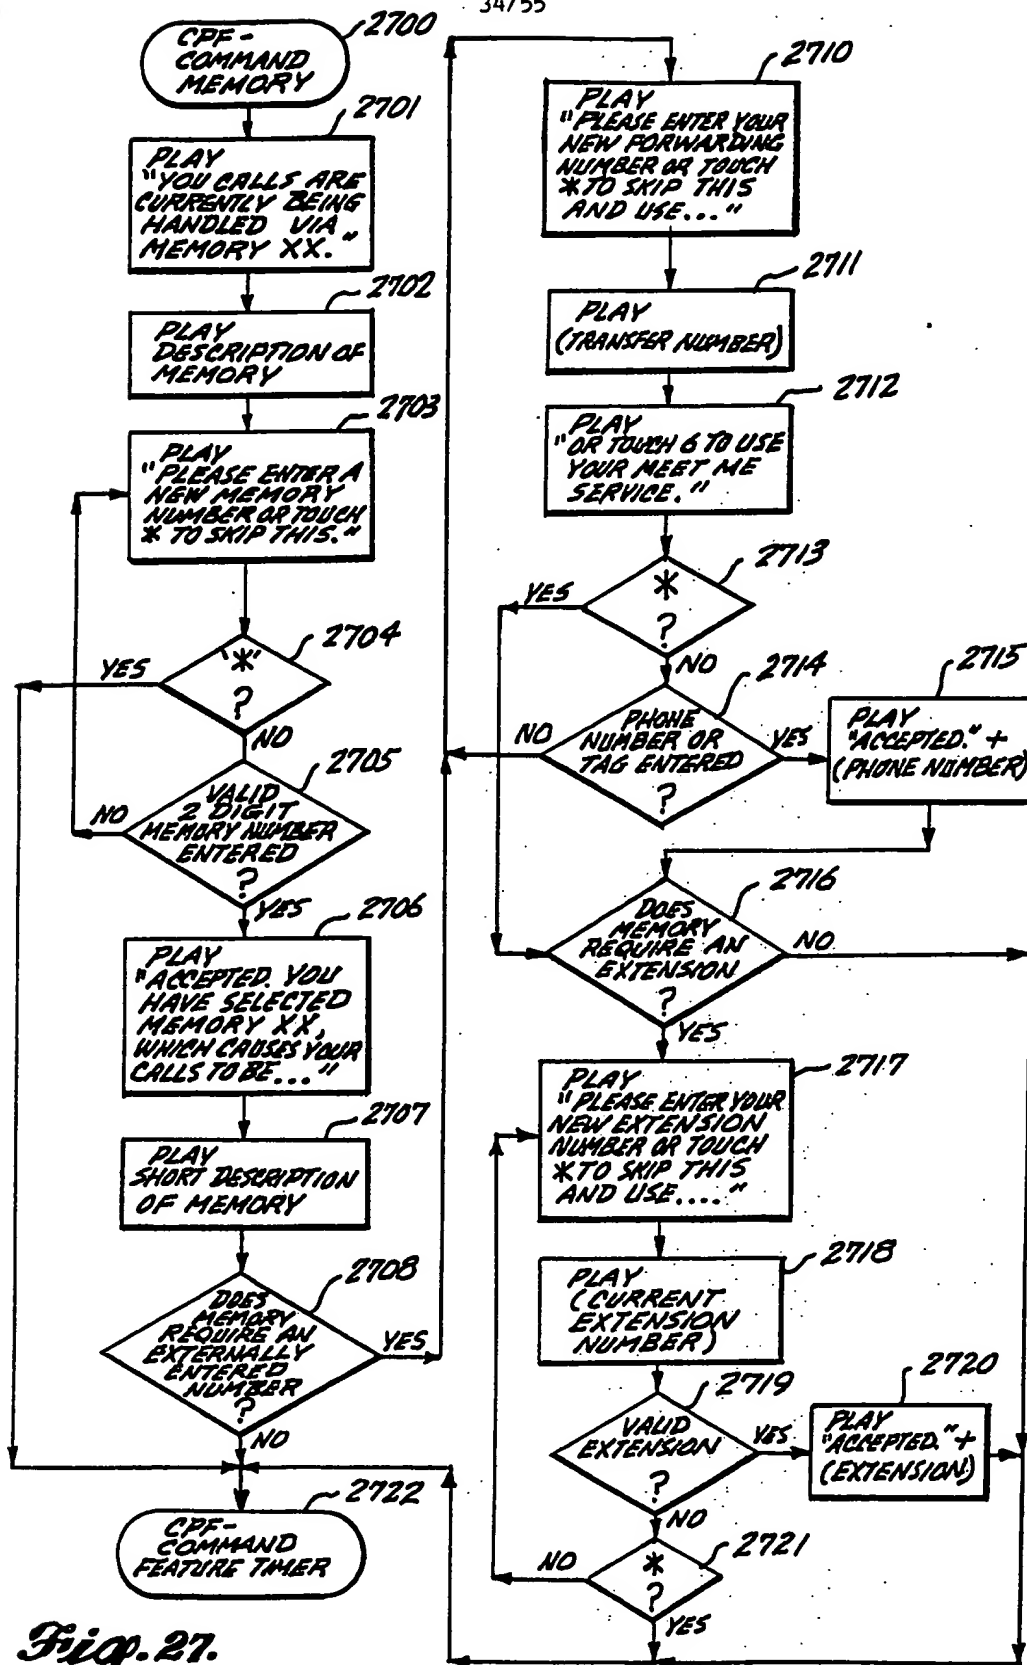 34/55
CPF-
COMMAND
MEMORY
2700
2701
PLAY
"YOU CALLS ARE
CURRENTLY BEING
HANDLED VIA
MEMORY XX."
2702
PLAY
DESCRIPTION OF
MEMORY
2703
PLAY
"PLEASE ENTER A
NEW MEMORY
NUMBER OR TOUCH
* TO SKIP THIS."
2704
"*"
?
YES
NO
2705
VALID
2 DIGIT
MEMORY NUMBER
ENTERED
?
NO
YES
2706
PLAY
"ACCEPTED. YOU
HAVE SELECTED
MEMORY XX,
WHICH CAUSES YOUR
CALLS TO BE..."
2707
PLAY
SHORT DESCRIPTION
OF MEMORY
2708
DOES
MEMORY
REQUIRE AN
EXTERNALLY
ENTERED
NUMBER
?
YES
NO
2722
CPF-
COMMAND
FEATURE TIMER
2710
PLAY
"PLEASE ENTER YOUR
NEW FORWARDING
NUMBER OR TOUCH
* TO SKIP THIS
AND USE..."
2711
PLAY
(TRANSFER NUMBER)
2712
PLAY
"OR TOUCH 6 TO USE
YOUR MEET ME
SERVICE."
2713
*
?
YES
NO
2714
PHONE
NUMBER OR
TAG ENTERED
?
NO
YES
2715
PLAY
"ACCEPTED." +
(PHONE NUMBER)
2716
DOES
MEMORY
REQUIRE AN
EXTENSION
?
NO
YES
2717
PLAY
"PLEASE ENTER YOUR
NEW EXTENSION
NUMBER OR TOUCH
* TO SKIP THIS
AND USE...."
2718
PLAY
(CURRENT
EXTENSION
NUMBER)
2719
VALID
EXTENSION
?
YES
NO
2720
PLAY
"ACCEPTED." +
(EXTENSION)
2721
*
?
NO
YES
Fig. 27.